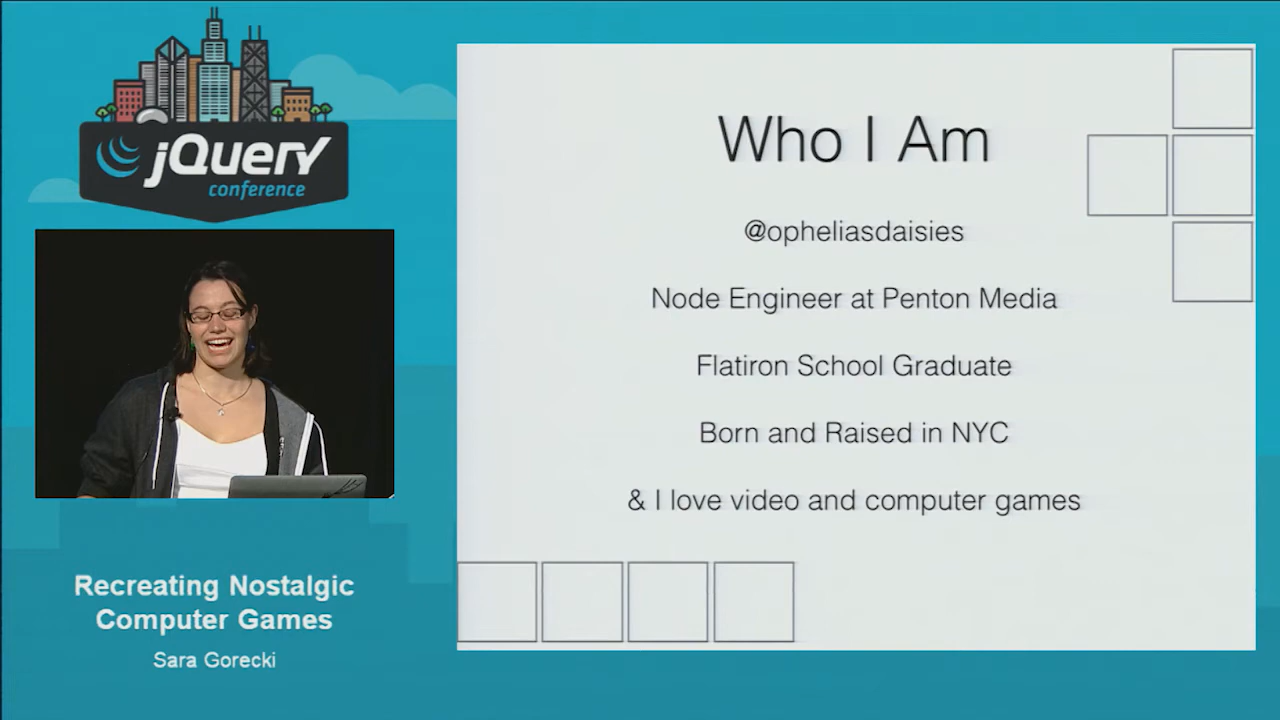 jQuery
conference
Recreating Nostalgic
Computer Games
Sara Gorecki
Who I Am
@opheliasdaisies
Node Engineer at Penton Media
Flatiron School Graduate
Born and Raised in NYC
& I love video and computer games